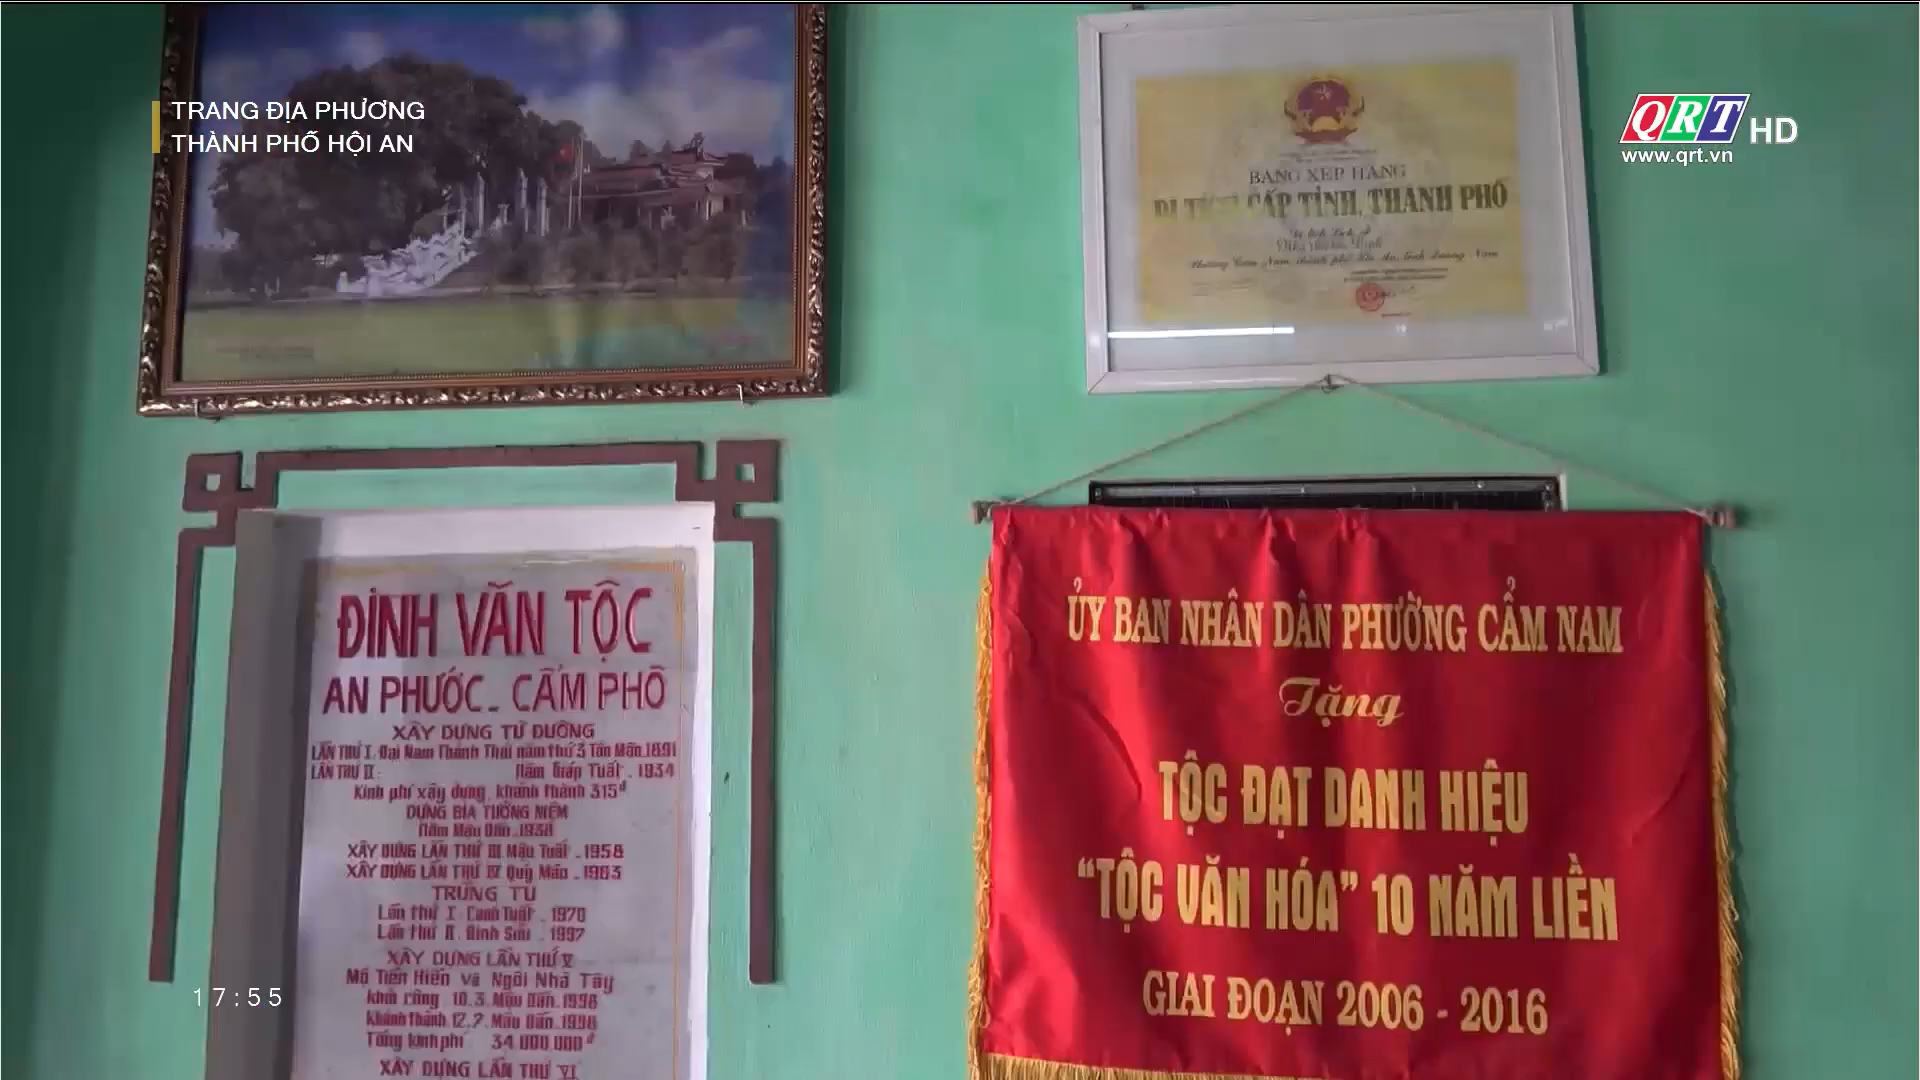 TRANG ĐỊA PHƯƠNG
THÀNH PHỐ HỘI AN
QRT HD
www.qrt.vn
BẰNG XẾP HẠNG
DI TÍCH CẤP TỈNH, THÀNH PHỐ
ĐINH VĂN TỘC
AN PHƯỚC - CẨM PHÔ
XÂY DỰNG TỪ ĐƯỜNG
LẦN THỨ I: Đại Nam Thành Thái năm thứ 3 Tân Mão.1891
LẦN THỨ II: Năm Giáp Tuất . 1934
Kinh phí xây dựng, khánh thành 315đ
DỰNG BIA TƯỞNG NIỆM
Năm Mậu Dần.1938
XÂY DỰNG LẦN THỨ III Mậu Tuất . 1958
XÂY DỰNG LẦN THỨ IV Quý Mão . 1963
TRÙNG TU
Lần thứ I. Canh Tuất . 1970
Lần thứ II. Đinh Sửu . 1997
XÂY DỰNG LẦN THỨ V
Mộ Tiền Hiền và Ngôi Nhà Tây
khởi công 10.3. Mậu Dần.1998
Khánh thành 12.7. Mậu Dần.1998
Tổng kinh phí 34 000.000đ
XÂY DỰNG LẦN THỨ VI
ỦY BAN NHÂN DÂN PHƯỜNG CẨM NAM
Tặng
TỘC ĐẠT DANH HIỆU
“TỘC VĂN HÓA” 10 NĂM LIỀN
GIAI ĐOẠN 2006 - 2016
17:55